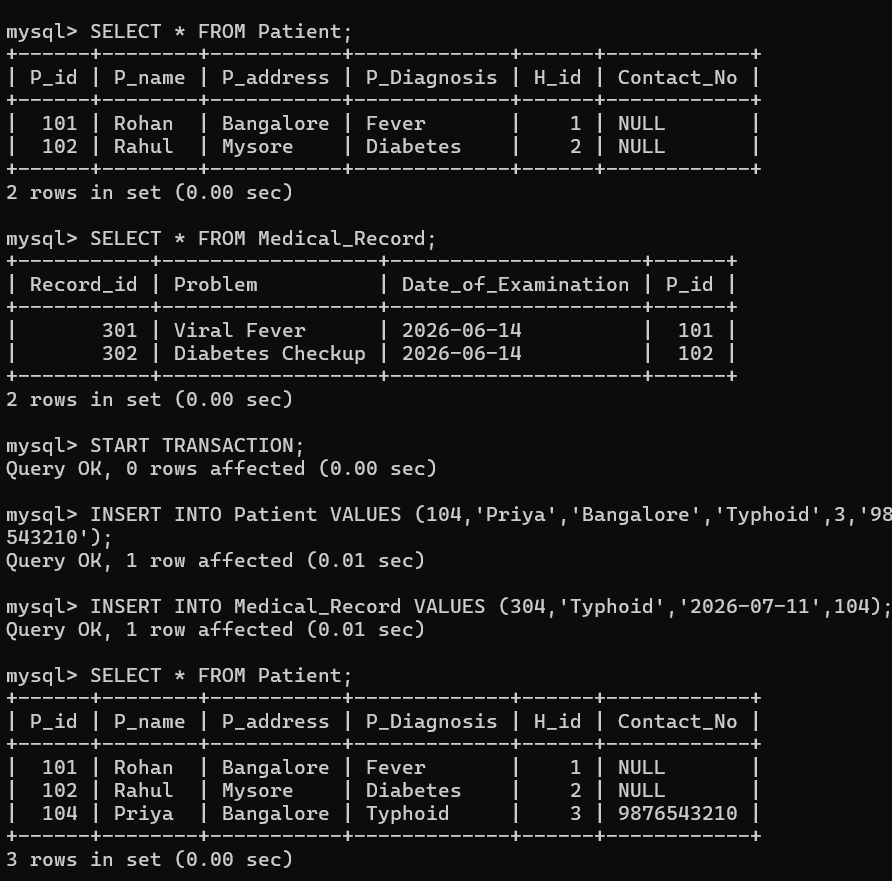 mysql> SELECT * FROM Patient;
+------+--------+-----------+-------------+------+------------+
| P_id | P_name | P_address | P_Diagnosis | H_id | Contact_No |
+------+--------+-----------+-------------+------+------------+
|  101 | Rohan  | Bangalore | Fever       |    1 | NULL       |
|  102 | Rahul  | Mysore    | Diabetes    |    2 | NULL       |
+------+--------+-----------+-------------+------+------------+
2 rows in set (0.00 sec)

mysql> SELECT * FROM Medical_Record;
+-----------+------------------+---------------------+------+
| Record_id | Problem          | Date_of_Examination | P_id |
+-----------+------------------+---------------------+------+
|       301 | Viral Fever      | 2026-06-14          |  101 |
|       302 | Diabetes Checkup | 2026-06-14          |  102 |
+-----------+------------------+---------------------+------+
2 rows in set (0.00 sec)

mysql> START TRANSACTION;
Query OK, 0 rows affected (0.00 sec)

mysql> INSERT INTO Patient VALUES (104,'Priya','Bangalore','Typhoid',3,'98
543210');
Query OK, 1 row affected (0.01 sec)

mysql> INSERT INTO Medical_Record VALUES (304,'Typhoid','2026-07-11',104);
Query OK, 1 row affected (0.01 sec)

mysql> SELECT * FROM Patient;
+------+--------+-----------+-------------+------+------------+
| P_id | P_name | P_address | P_Diagnosis | H_id | Contact_No |
+------+--------+-----------+-------------+------+------------+
|  101 | Rohan  | Bangalore | Fever       |    1 | NULL       |
|  102 | Rahul  | Mysore    | Diabetes    |    2 | NULL       |
|  104 | Priya  | Bangalore | Typhoid     |    3 | 9876543210 |
+------+--------+-----------+-------------+------+------------+
3 rows in set (0.00 sec)